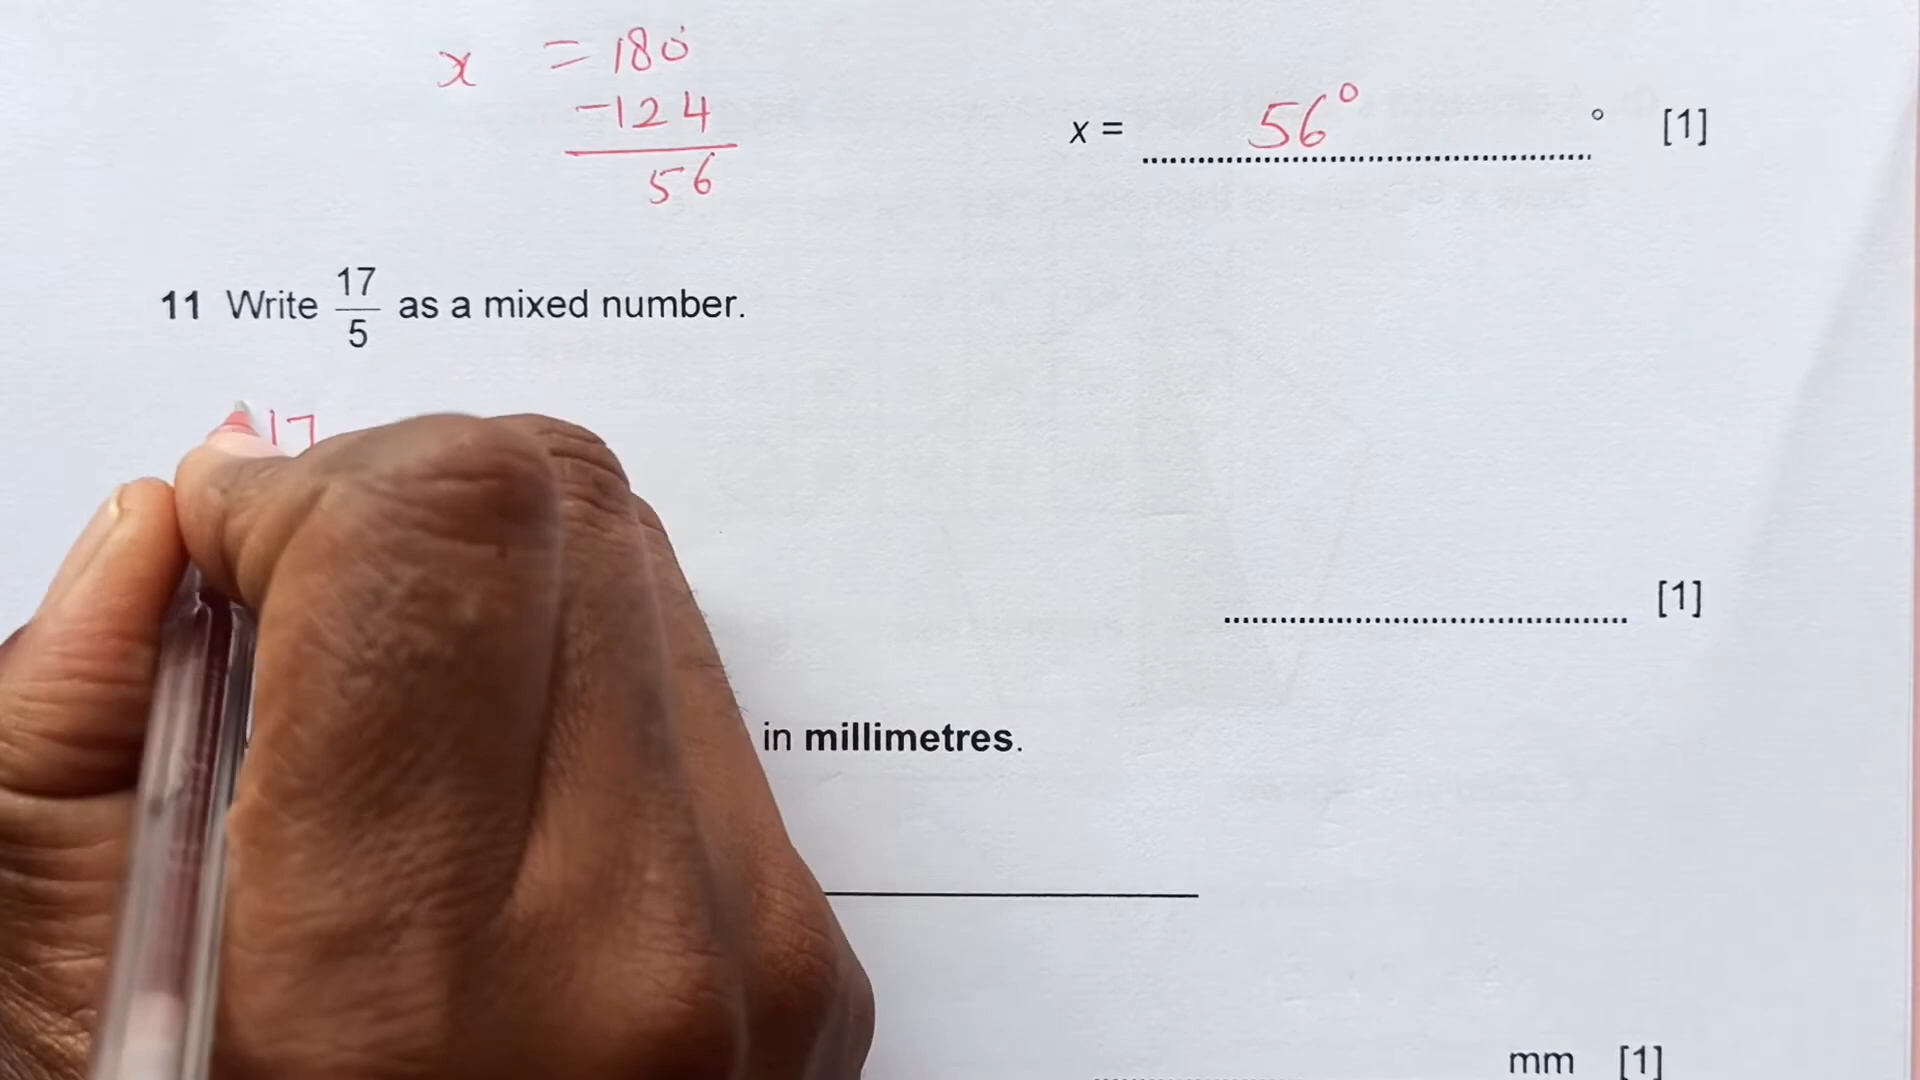 x = 180
-124
56
x = 56° ° [1]
11 Write 17/5 as a mixed number.
17
[1]
in millimetres.
mm [1]